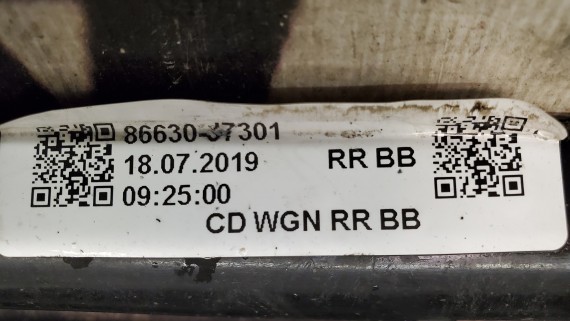 86630-J7301
18.07.2019 RR BB
09:25:00
CD WGN RR BB